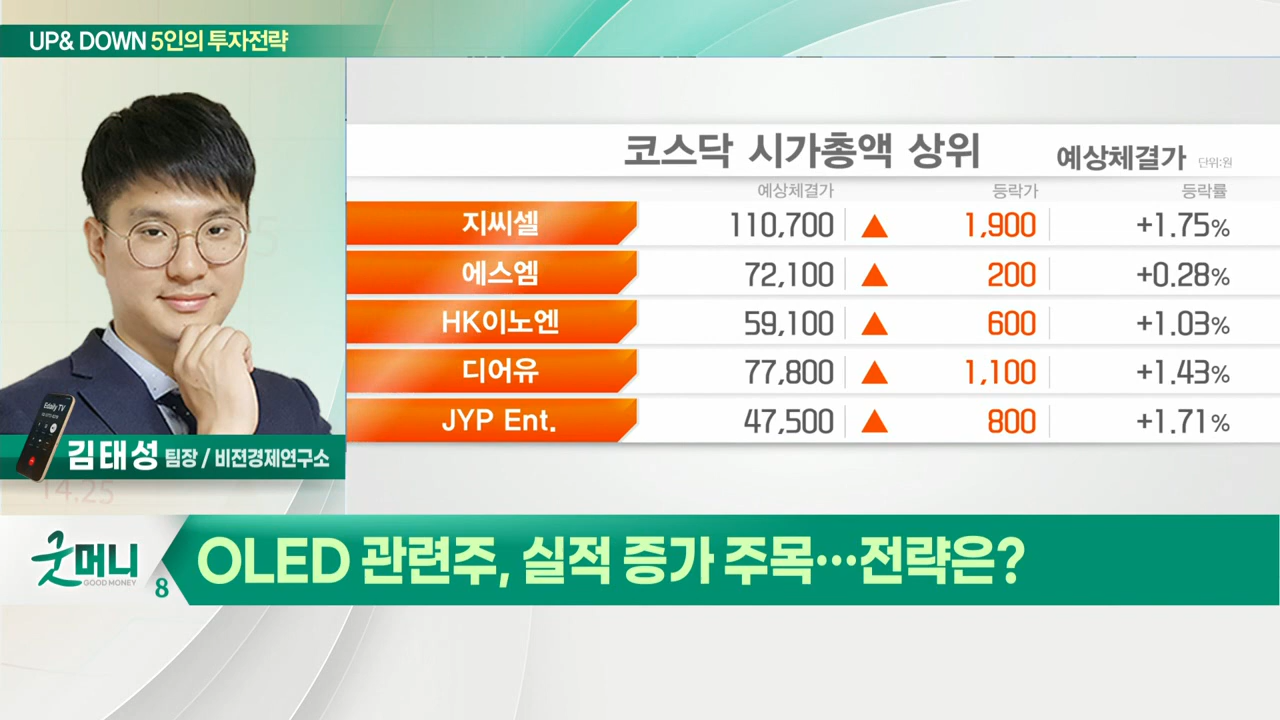 UP& DOWN 5인의 투자전략
코스닥 시가총액 상위 예상체결가 단위:원
예상체결가 등락가 등락률
지씨셀 110,700 ▲ 1,900 +1.75%
에스엠 72,100 ▲ 200 +0.28%
HK이노엔 59,100 ▲ 600 +1.03%
디어유 77,800 ▲ 1,100 +1.43%
JYP Ent. 47,500 ▲ 800 +1.71%
Edaily TV
김태성 팀장 / 비전경제연구소
14.25
굿머니
GOOD MONEY
8
OLED 관련주, 실적 증가 주목…전략은?